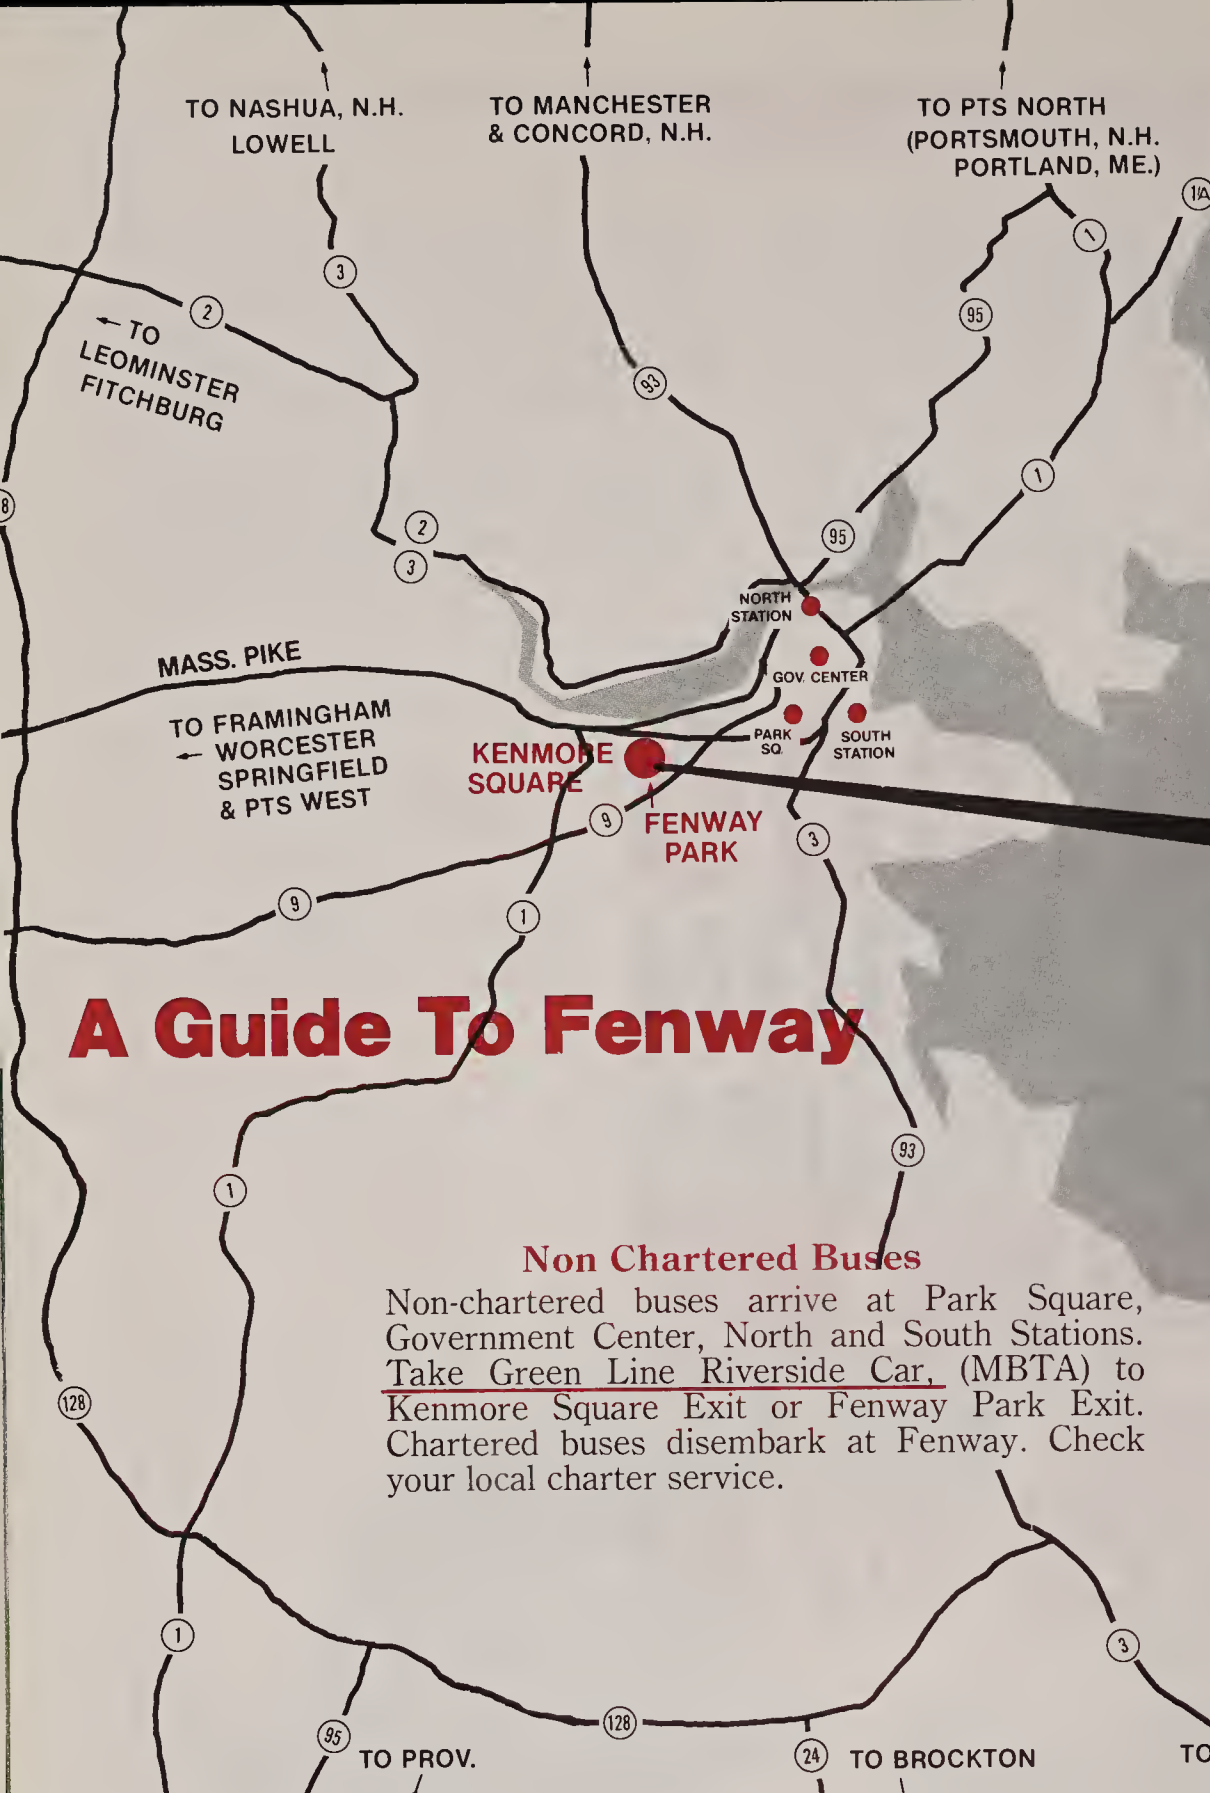 TO NASHUA, N.H.
LOWELL
TO MANCHESTER
& CONCORD, N.H.
TO PTS NORTH
(PORTSMOUTH, N.H.
PORTLAND, ME.)
1A
1
3
2
95
← TO
LEOMINSTER
FITCHBURG
93
1
8
2
95
3
NORTH
STATION
MASS. PIKE
GOV. CENTER
TO FRAMINGHAM
← WORCESTER
SPRINGFIELD
& PTS WEST
PARK
SQ.
SOUTH
STATION
KENMORE
SQUARE
9
FENWAY
PARK
3
9
1
A Guide To Fenway
93
1
Non Chartered Buses
Non-chartered buses arrive at Park Square,
Government Center, North and South Stations.
Take Green Line Riverside Car, (MBTA) to
Kenmore Square Exit or Fenway Park Exit.
Chartered buses disembark at Fenway. Check
your local charter service.
128
1
3
128
95
TO PROV.
24
TO BROCKTON
TO